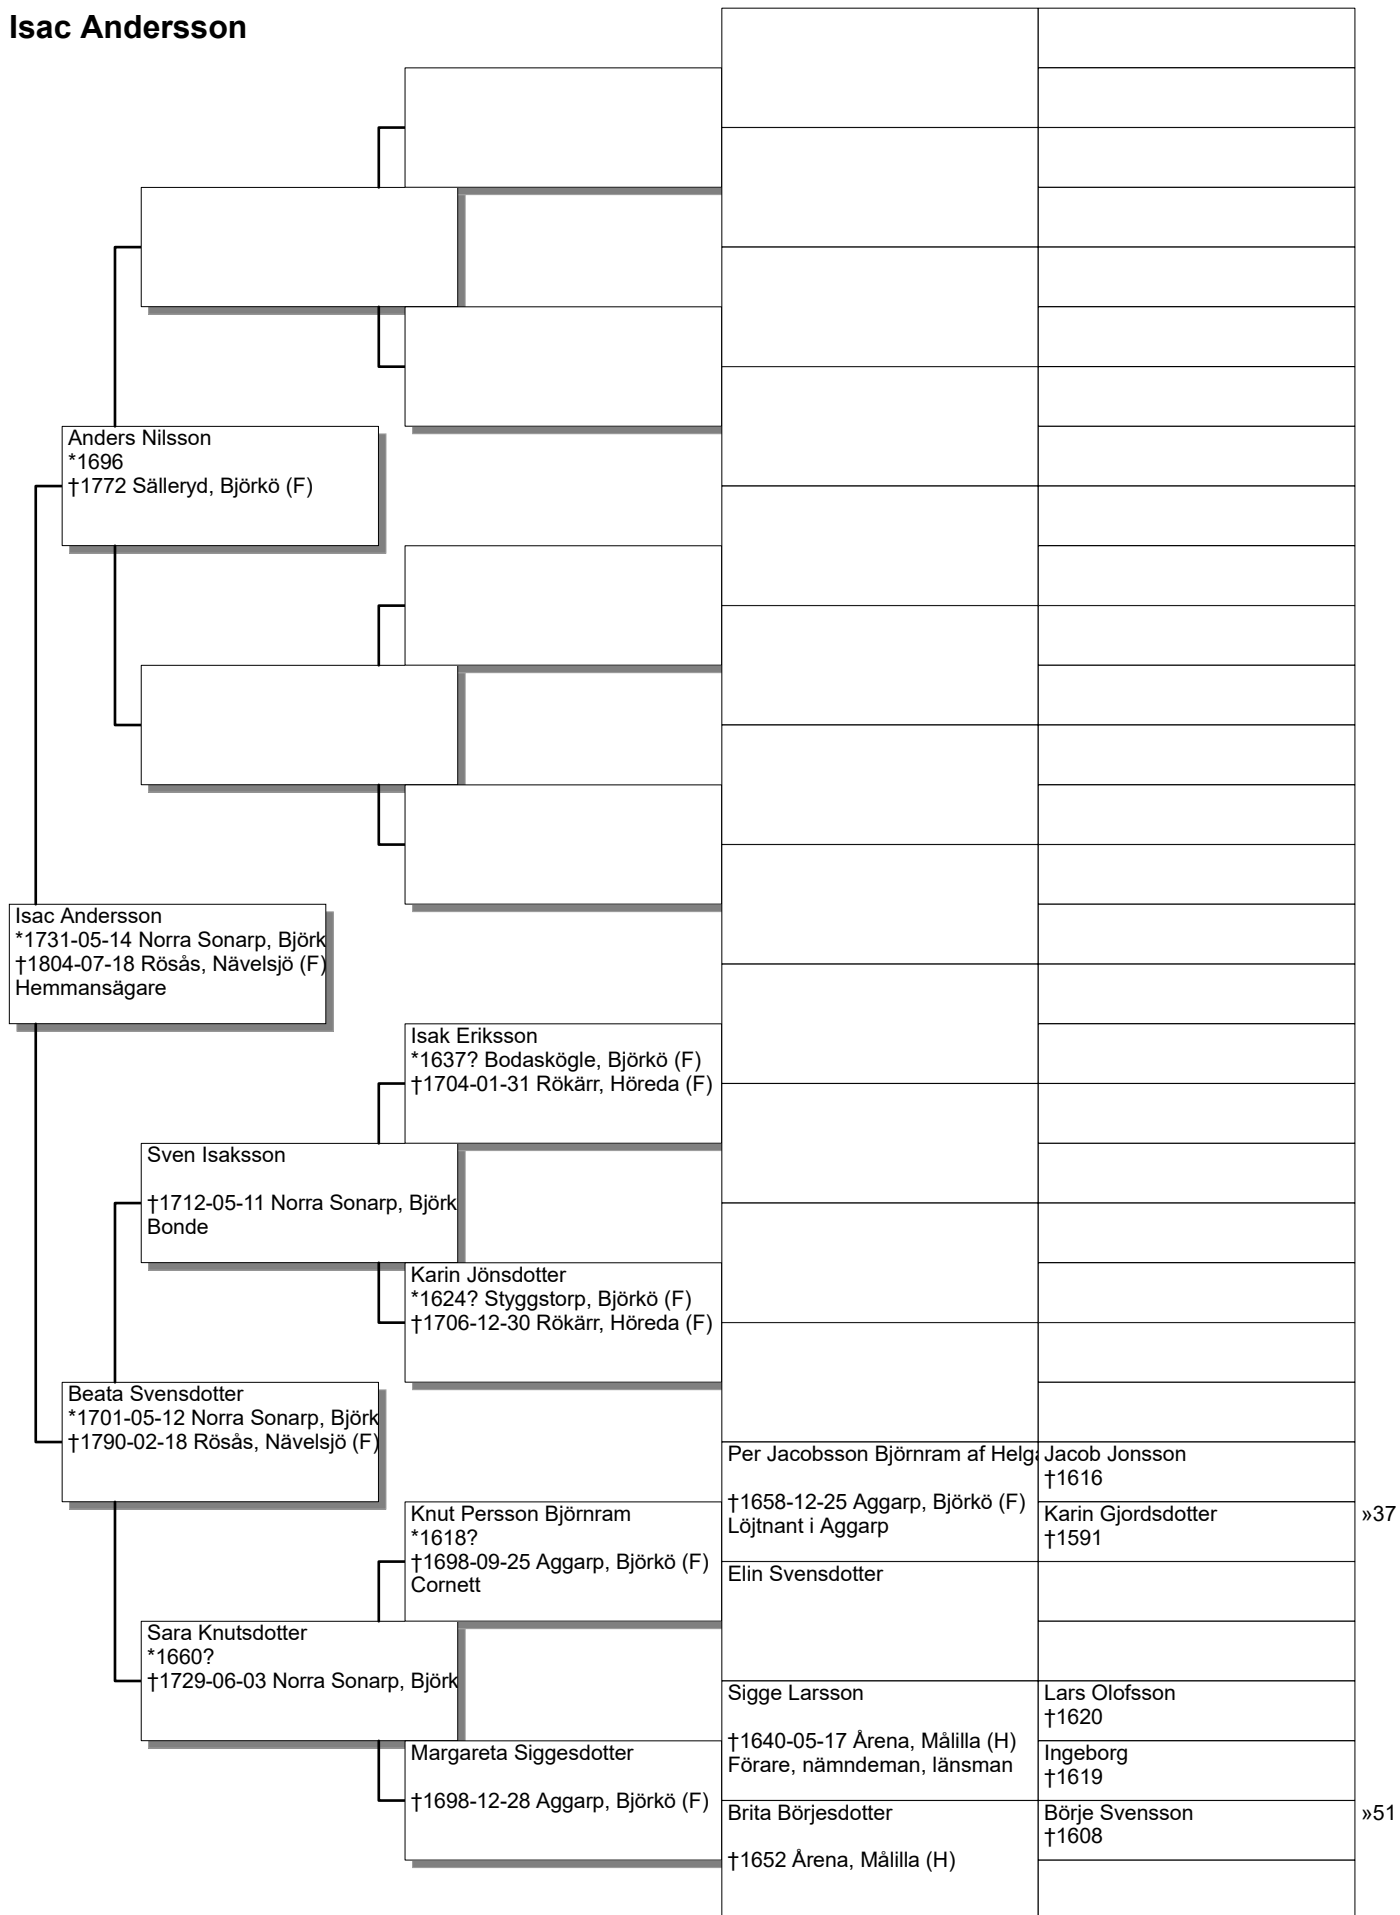 Isac Andersson
Anders Nilsson
*1696
†1772 Sälleryd, Björkö (F)
Isac Andersson
*1731-05-14 Norra Sonarp, Björk
†1804-07-18 Rösås, Nävelsjö (F)
Hemmansägare
Isak Eriksson
*1637? Bodaskögle, Björkö (F)
†1704-01-31 Rökärr, Höreda (F)
Sven Isaksson
†1712-05-11 Norra Sonarp, Björk
Bonde
Karin Jönsdotter
*1624? Styggstorp, Björkö (F)
†1706-12-30 Rökärr, Höreda (F)
Beata Svensdotter
*1701-05-12 Norra Sonarp, Björk
†1790-02-18 Rösås, Nävelsjö (F)
Per Jacobsson Björnram af Helga
†1658-12-25 Aggarp, Björkö (F)
Löjtnant i Aggarp
Jacob Jonsson
†1616
Karin Gjordsdotter
†1591
»37
Knut Persson Björnram
*1618?
†1698-09-25 Aggarp, Björkö (F)
Cornett
Elin Svensdotter
Sara Knutsdotter
*1660?
†1729-06-03 Norra Sonarp, Björk
Sigge Larsson
†1640-05-17 Årena, Målilla (H)
Förare, nämndeman, länsman
Lars Olofsson
†1620
Ingeborg
†1619
Margareta Siggesdotter
†1698-12-28 Aggarp, Björkö (F)
Brita Börjesdotter
†1652 Årena, Målilla (H)
Börje Svensson
†1608
»51